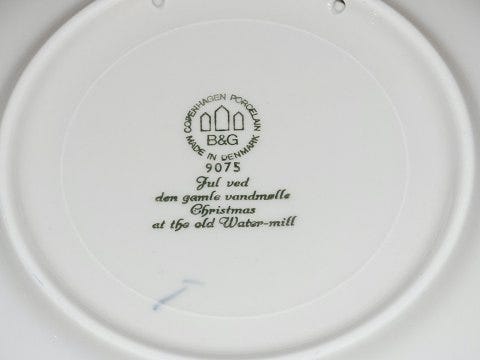 COPENHAGEN PORCELAIN
B&G
MADE IN DENMARK
9075
Jul ved
den gamle vandmølle
Christmas
at the old Water-mill